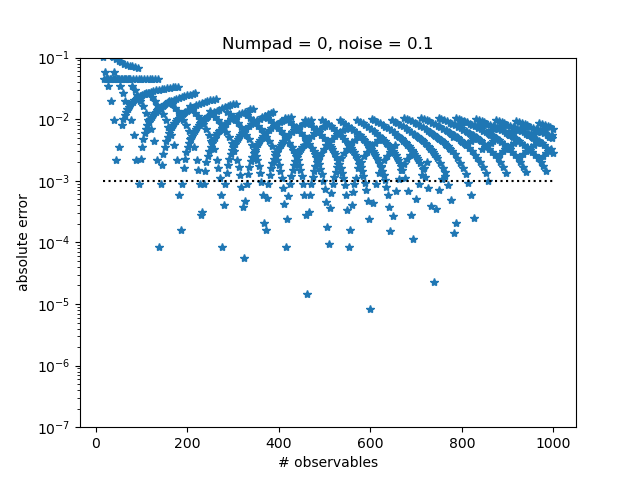 Numpad = 0, noise = 0.1
absolute error
10⁻¹
10⁻²
10⁻³
10⁻⁴
10⁻⁵
10⁻⁶
10⁻⁷
0 200 400 600 800 1000
# observables